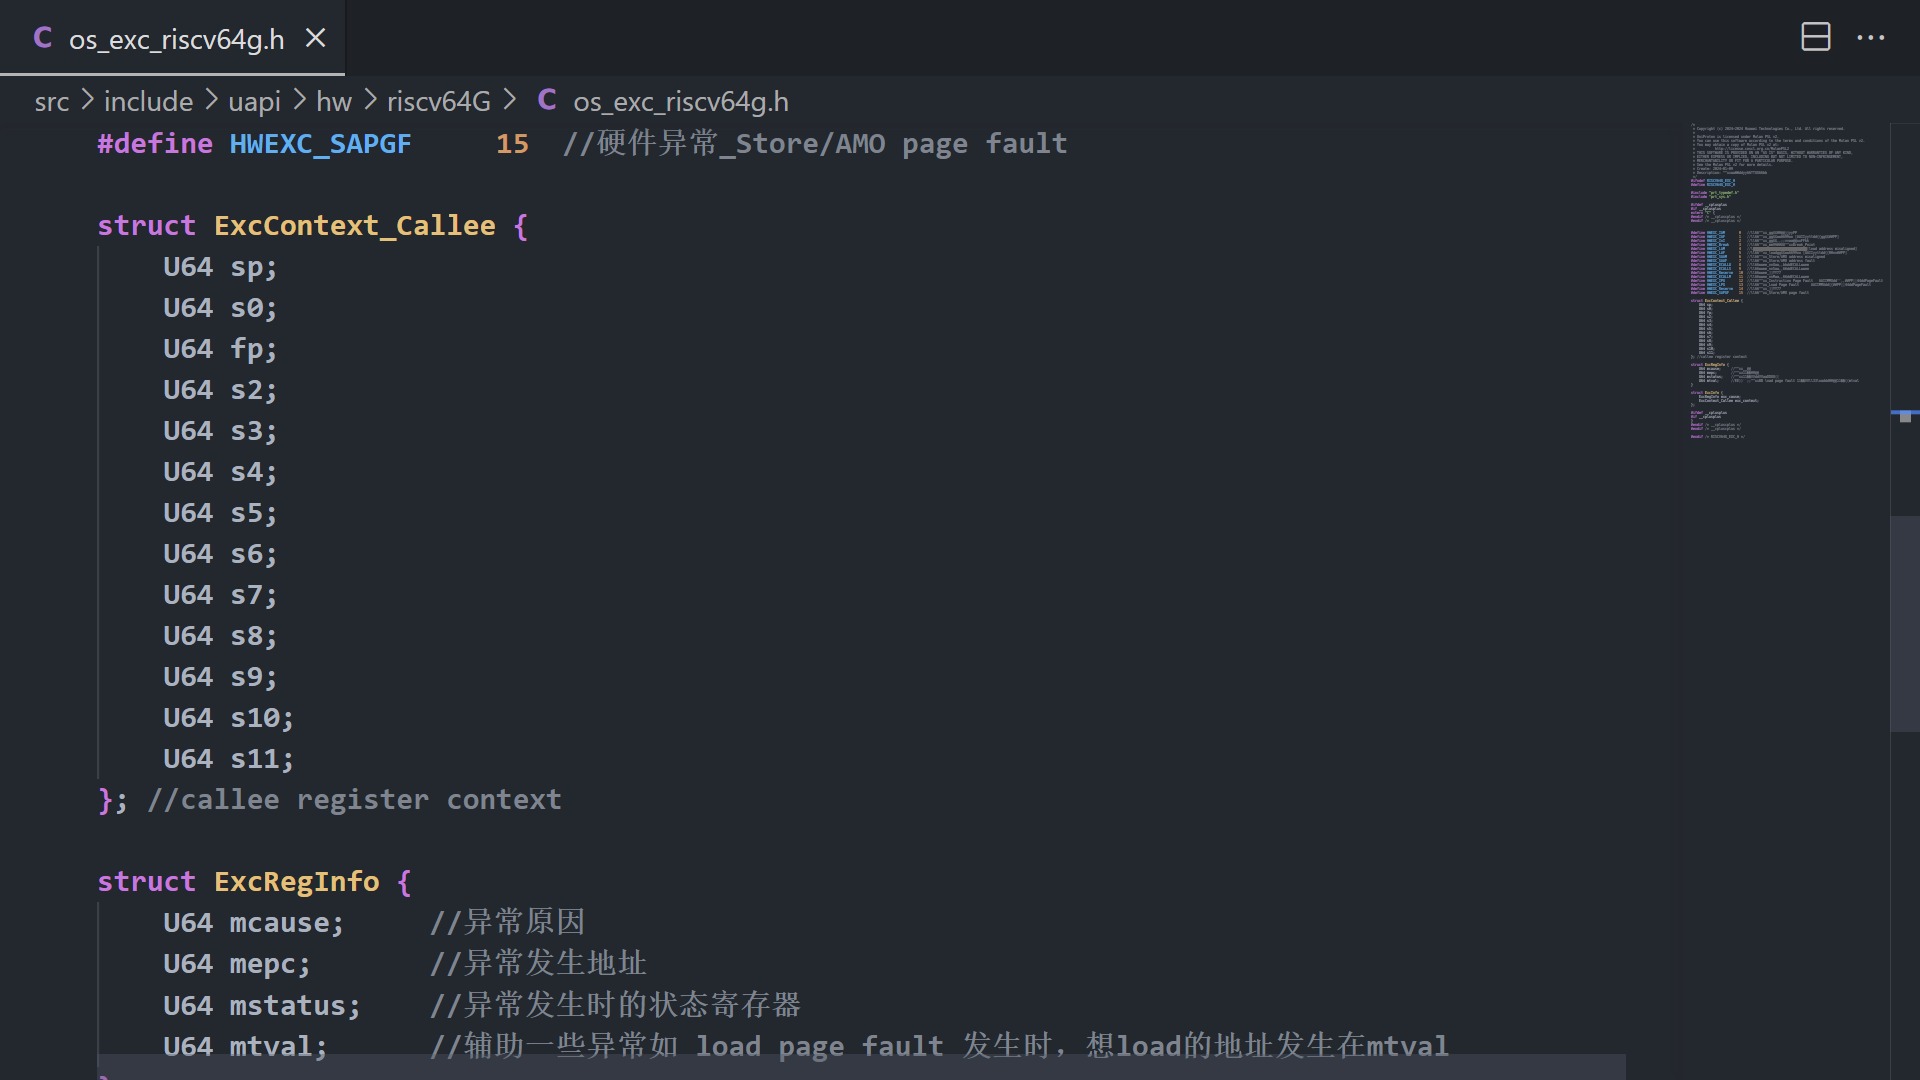 C os_exc_riscv64g.h
src > include > uapi > hw > riscv64G > C os_exc_riscv64g.h
#define HWEXC_SAPGF 15 //硬件异常_Store/AMO page fault
struct ExcContext_Callee {
U64 sp;
U64 s0;
U64 fp;
U64 s2;
U64 s3;
U64 s4;
U64 s5;
U64 s6;
U64 s7;
U64 s8;
U64 s9;
U64 s10;
U64 s11;
}; //callee register context
struct ExcRegInfo {
U64 mcause; //异常原因
U64 mepc; //异常发生地址
U64 mstatus; //异常发生时的状态寄存器
U64 mtval; //辅助一些异常如 load page fault 发生时，想load的地址发生在mtval